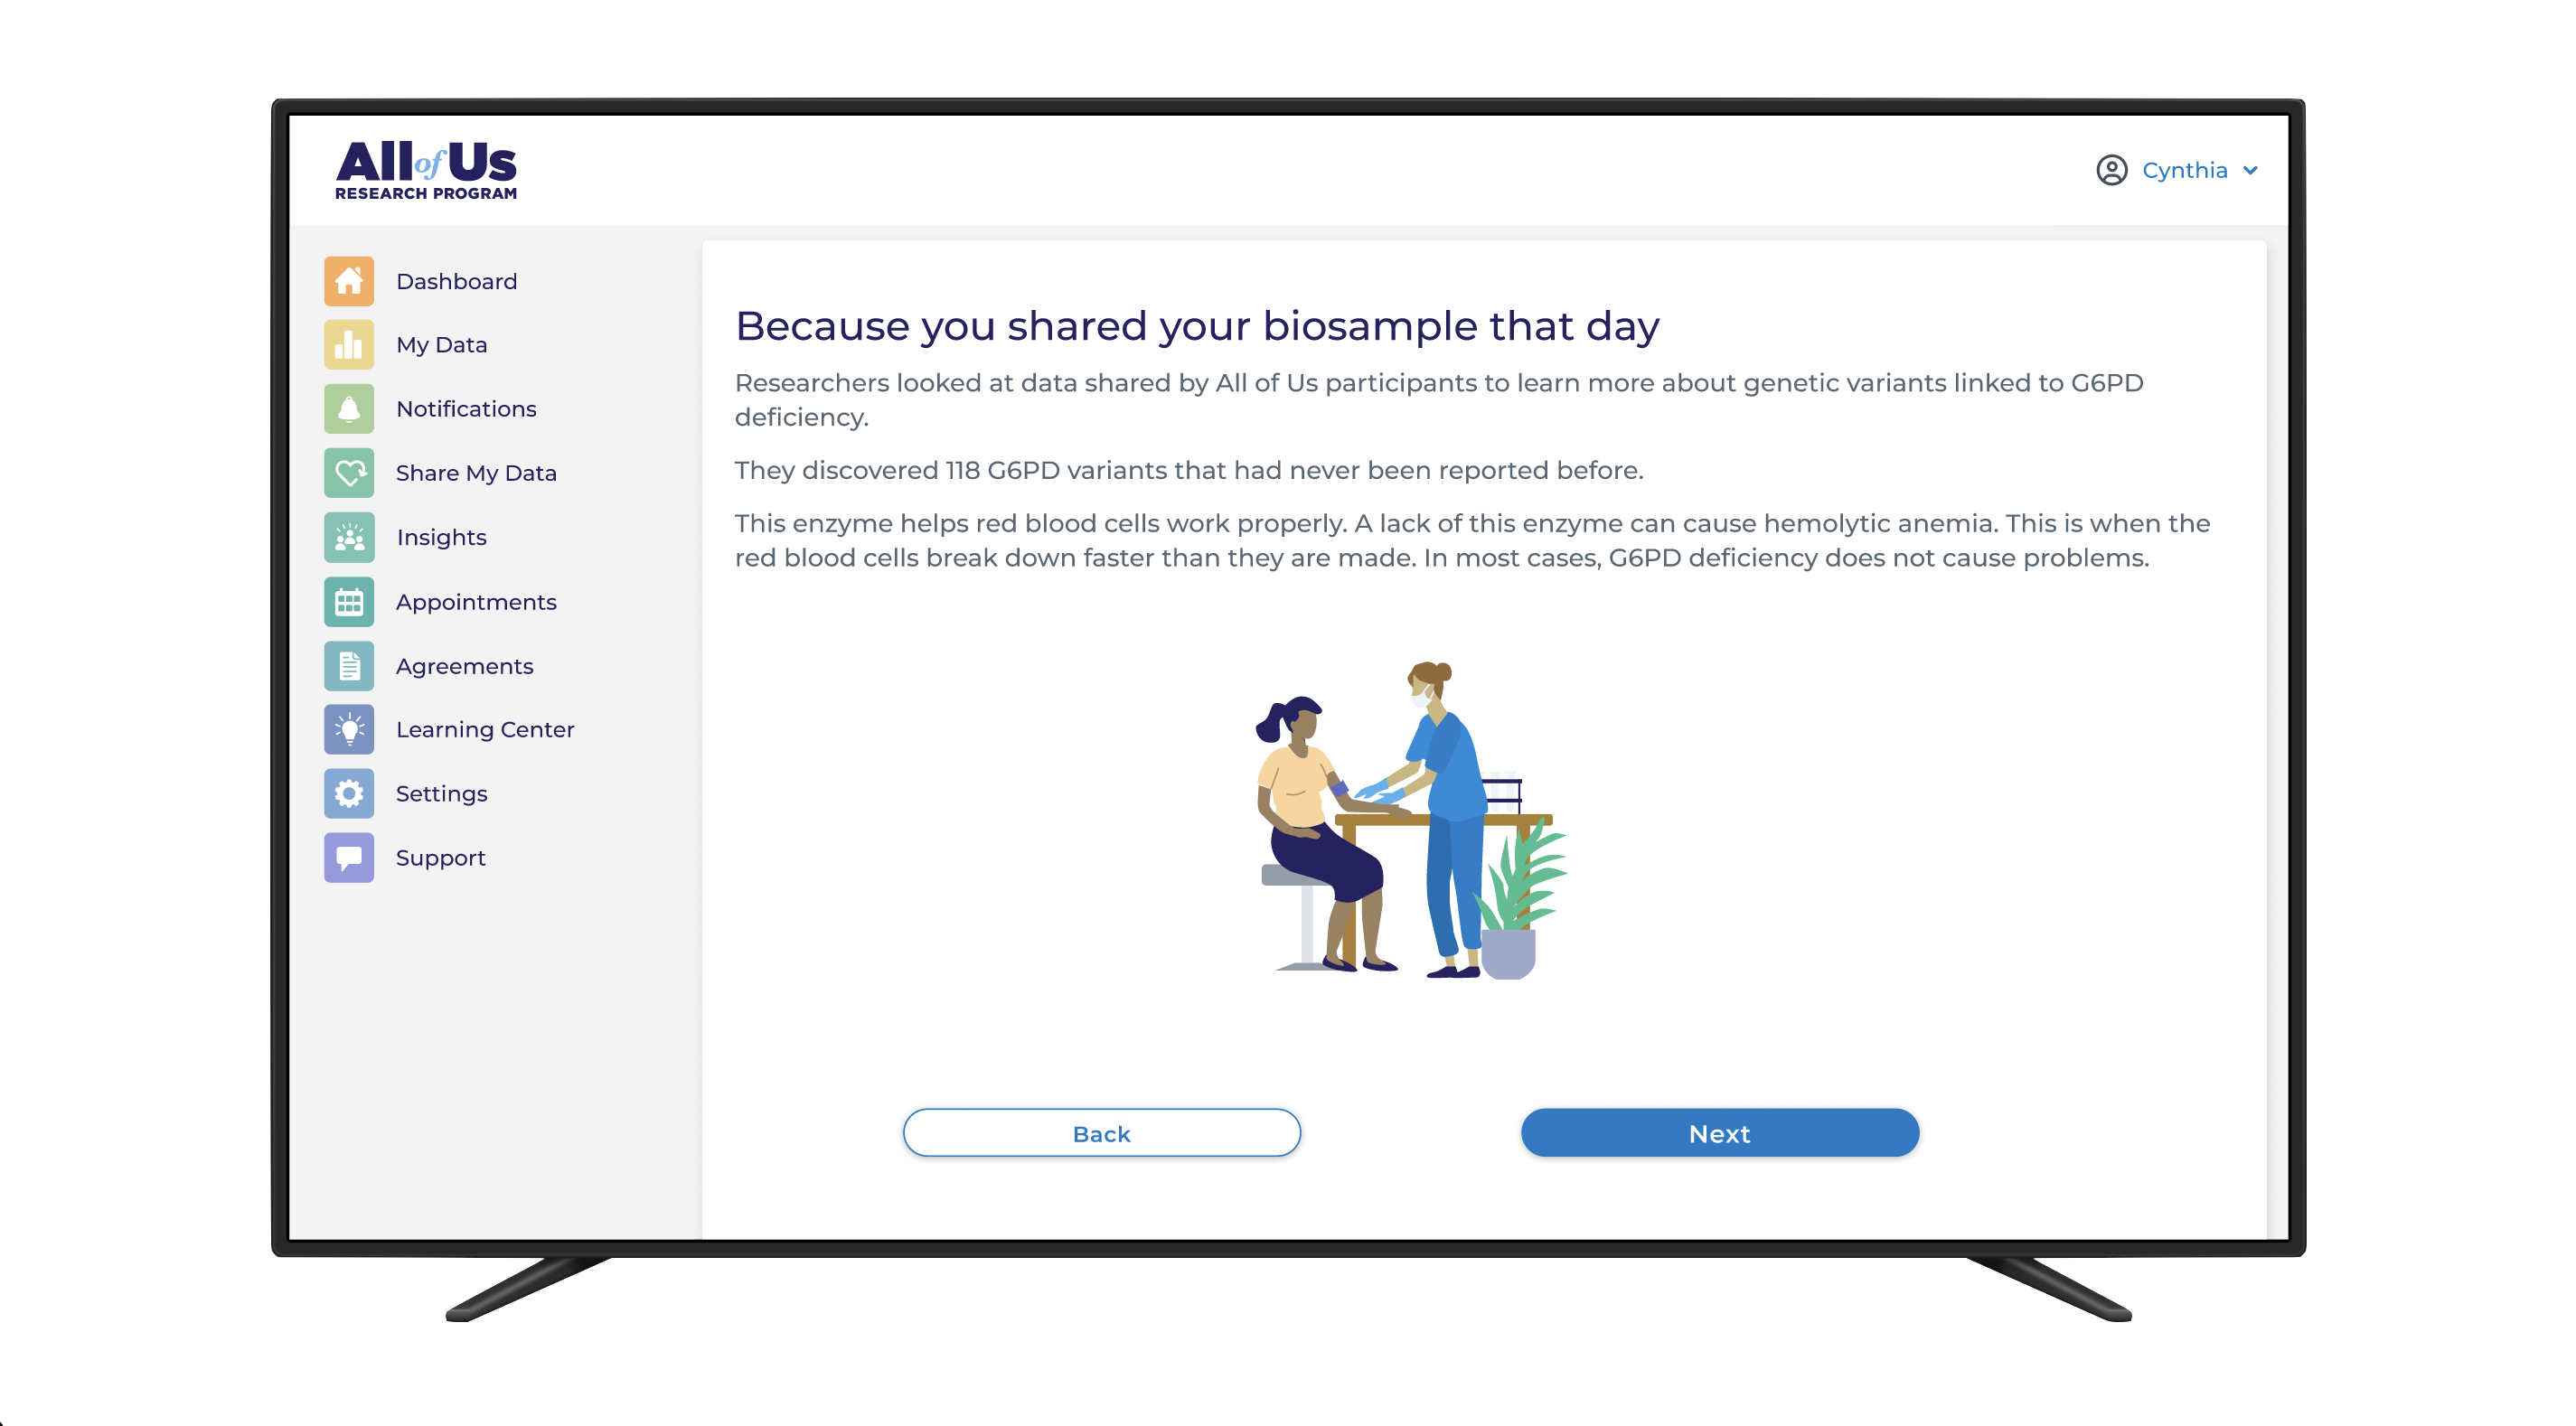 All of Us
RESEARCH PROGRAM
Cynthia
Dashboard
My Data
Notifications
Share My Data
Insights
Appointments
Agreements
Learning Center
Settings
Support
Because you shared your biosample that day
Researchers looked at data shared by All of Us participants to learn more about genetic variants linked to G6PD
deficiency.
They discovered 118 G6PD variants that had never been reported before.
This enzyme helps red blood cells work properly. A lack of this enzyme can cause hemolytic anemia. This is when the
red blood cells break down faster than they are made. In most cases, G6PD deficiency does not cause problems.
Back
Next